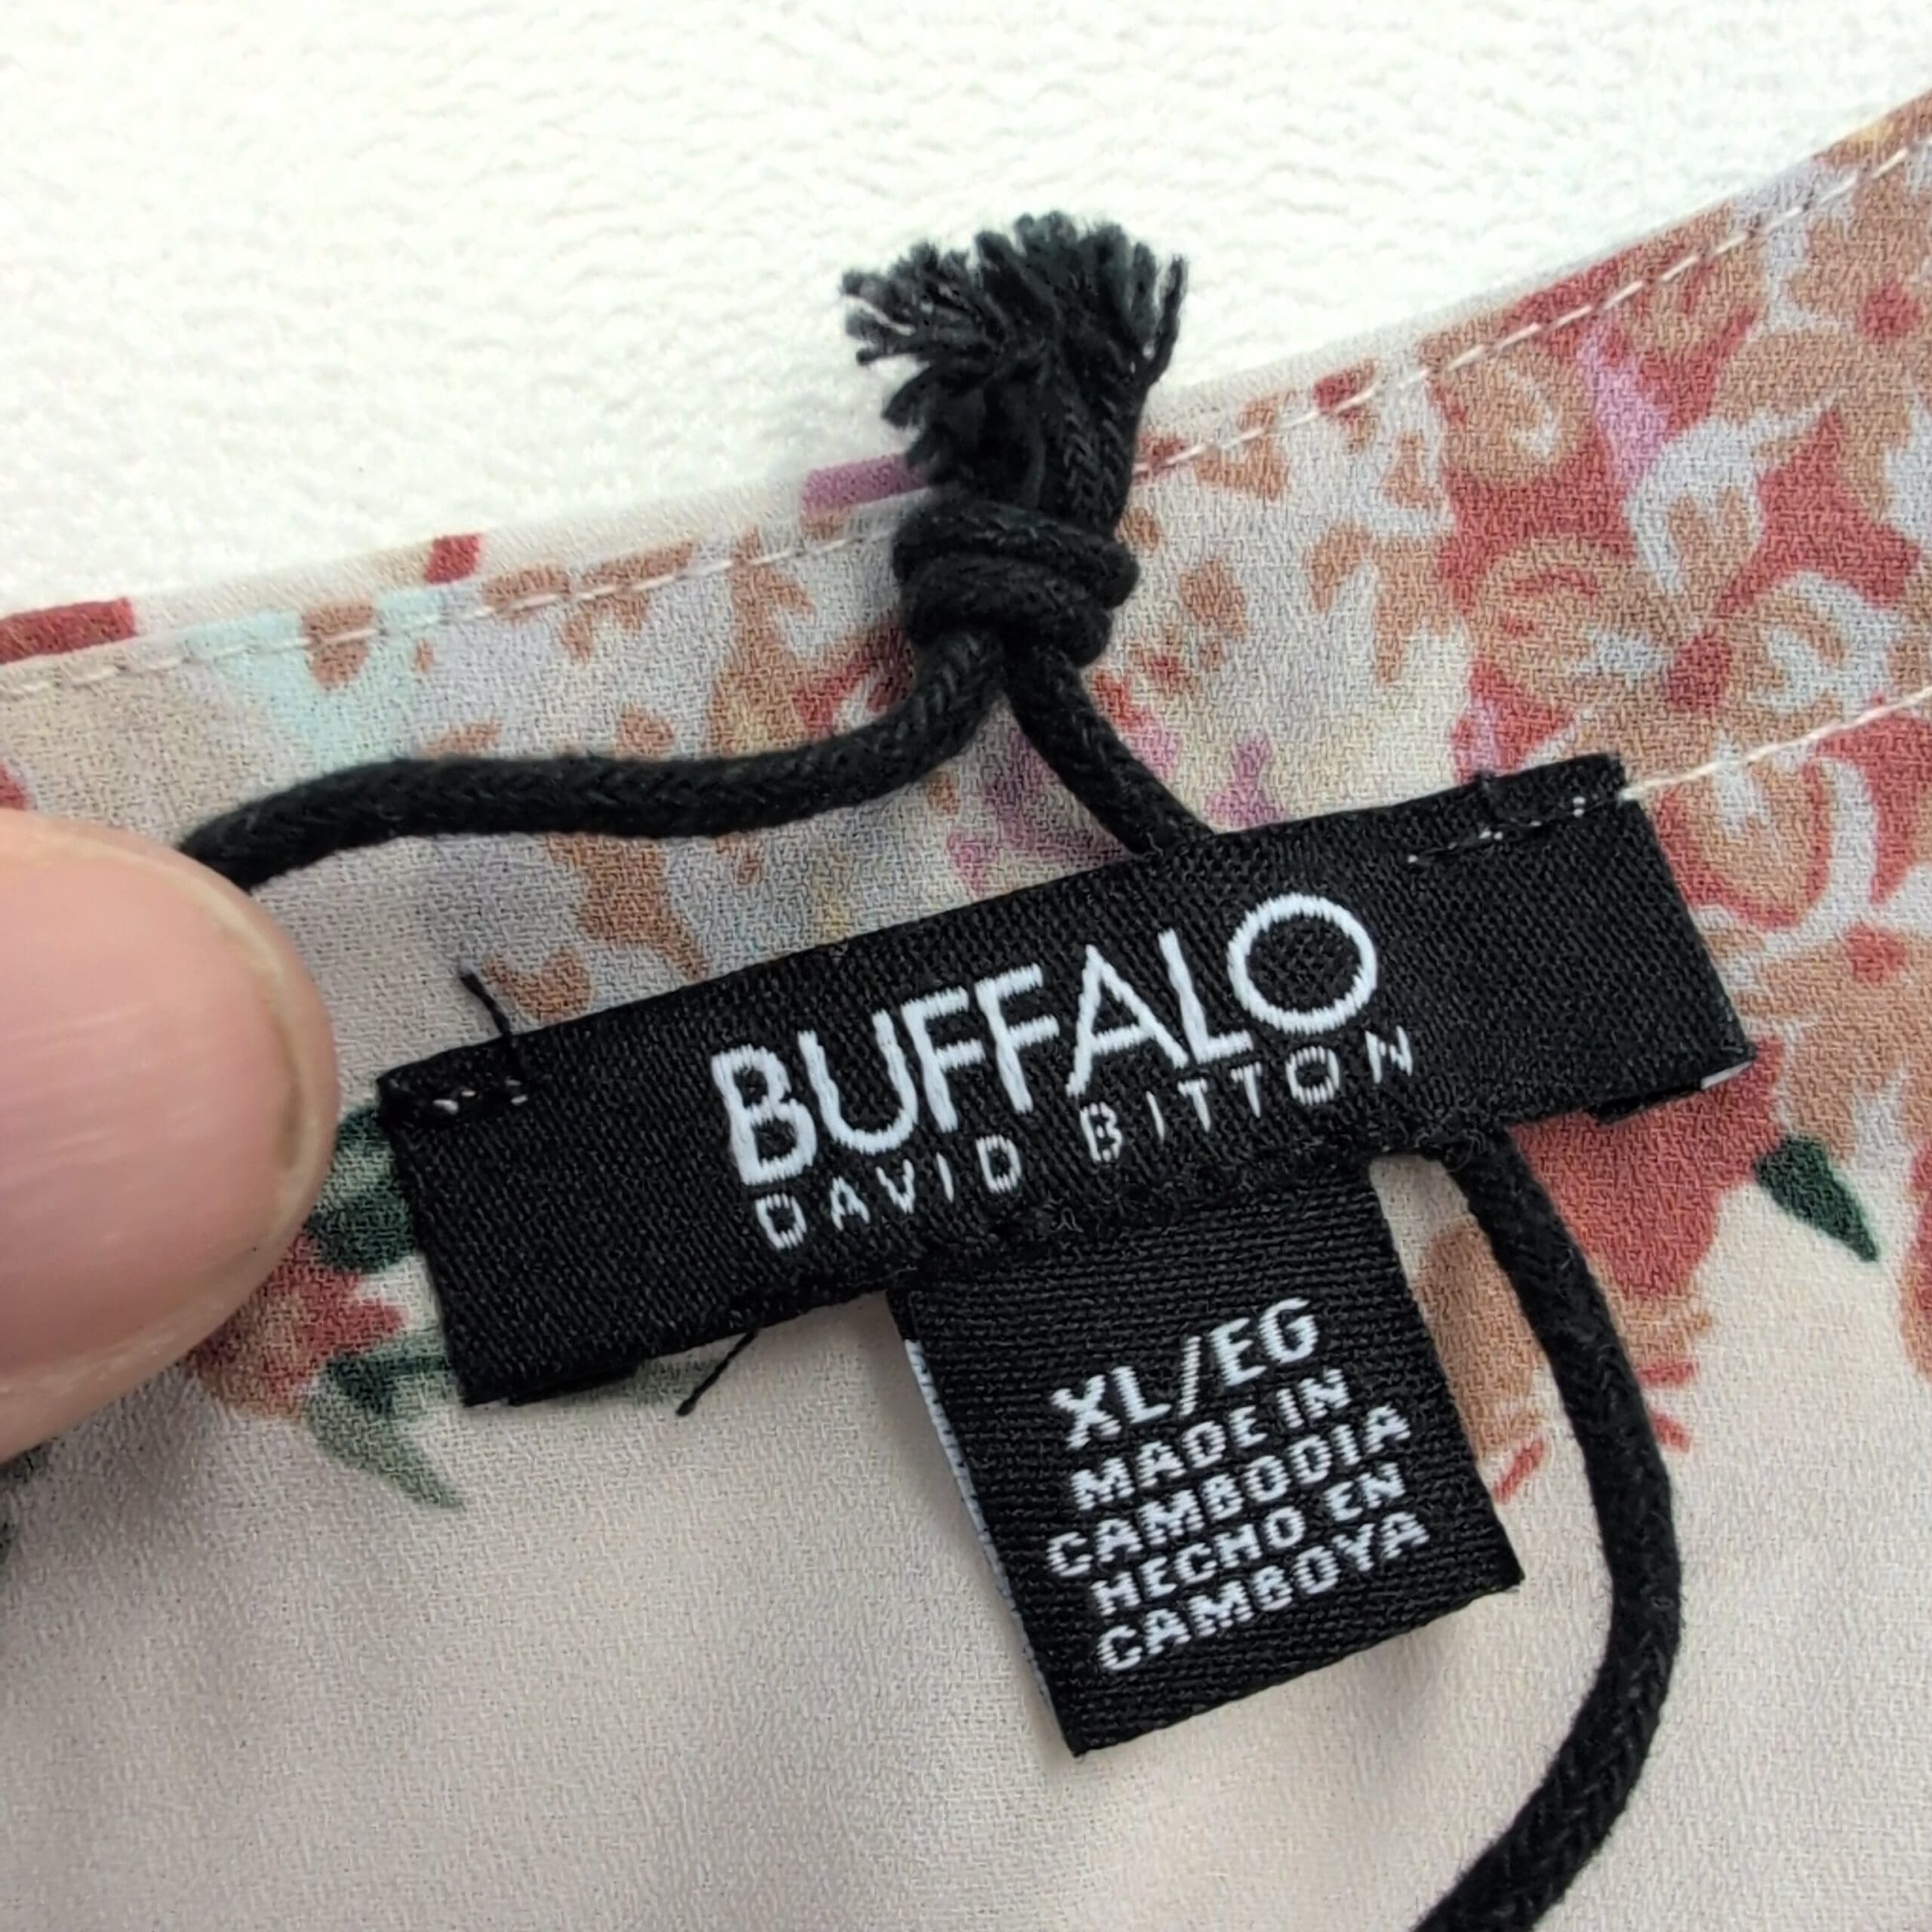 BUFFALO
DAVID BITTON
XL/EG
MADE IN
CAMBODIA
HECHO EN
CAMBOYA